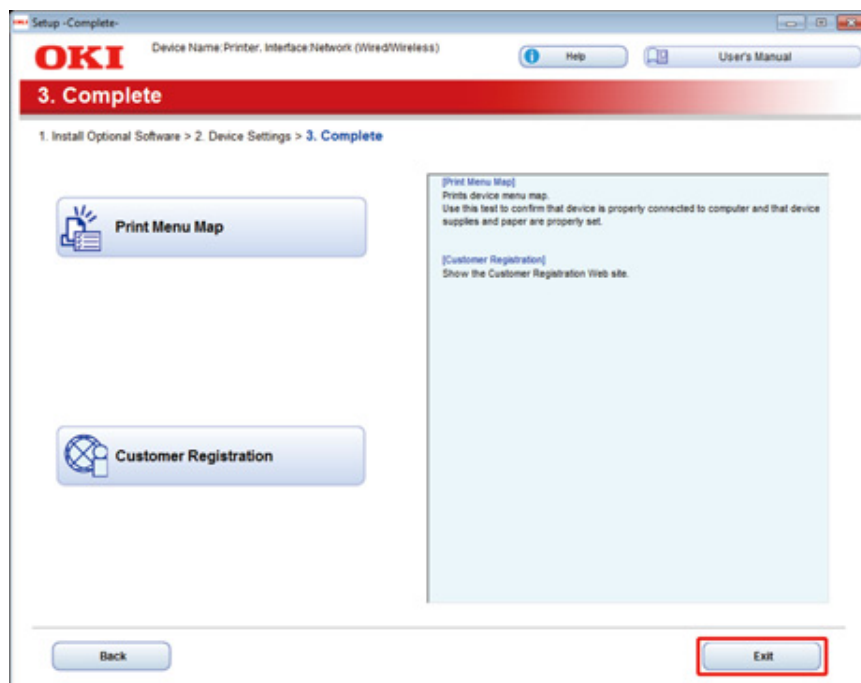 OKI Setup -Complete-
OKI
Device Name:Printer, Interface:Network (Wired/Wireless)
Help
User's Manual
3. Complete
1. Install Optional Software > 2. Device Settings > 3. Complete
Print Menu Map
[Print Menu Map]
Prints device menu map.
Use this test to confirm that device is properly connected to computer and that device
supplies and paper are properly set.
[Customer Registration]
Show the Customer Registration Web site.
Customer Registration
Back
Exit